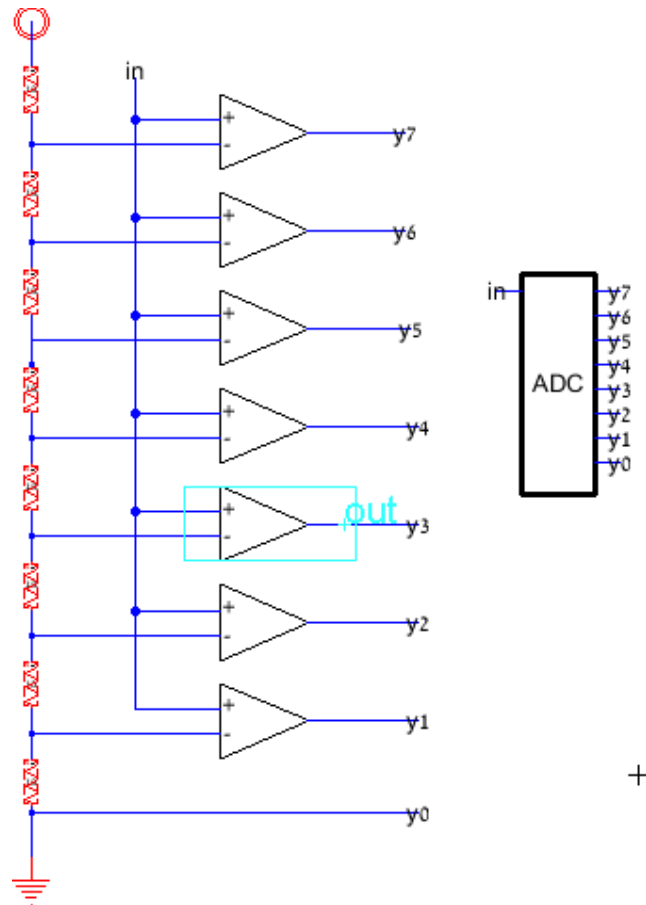 in
+
-
y7
+
-
y6
+
-
y5
+
-
y4
+
-
out
y3
+
-
y2
+
-
y1
y0
in
ADC
y7
y6
y5
y4
y3
y2
y1
y0